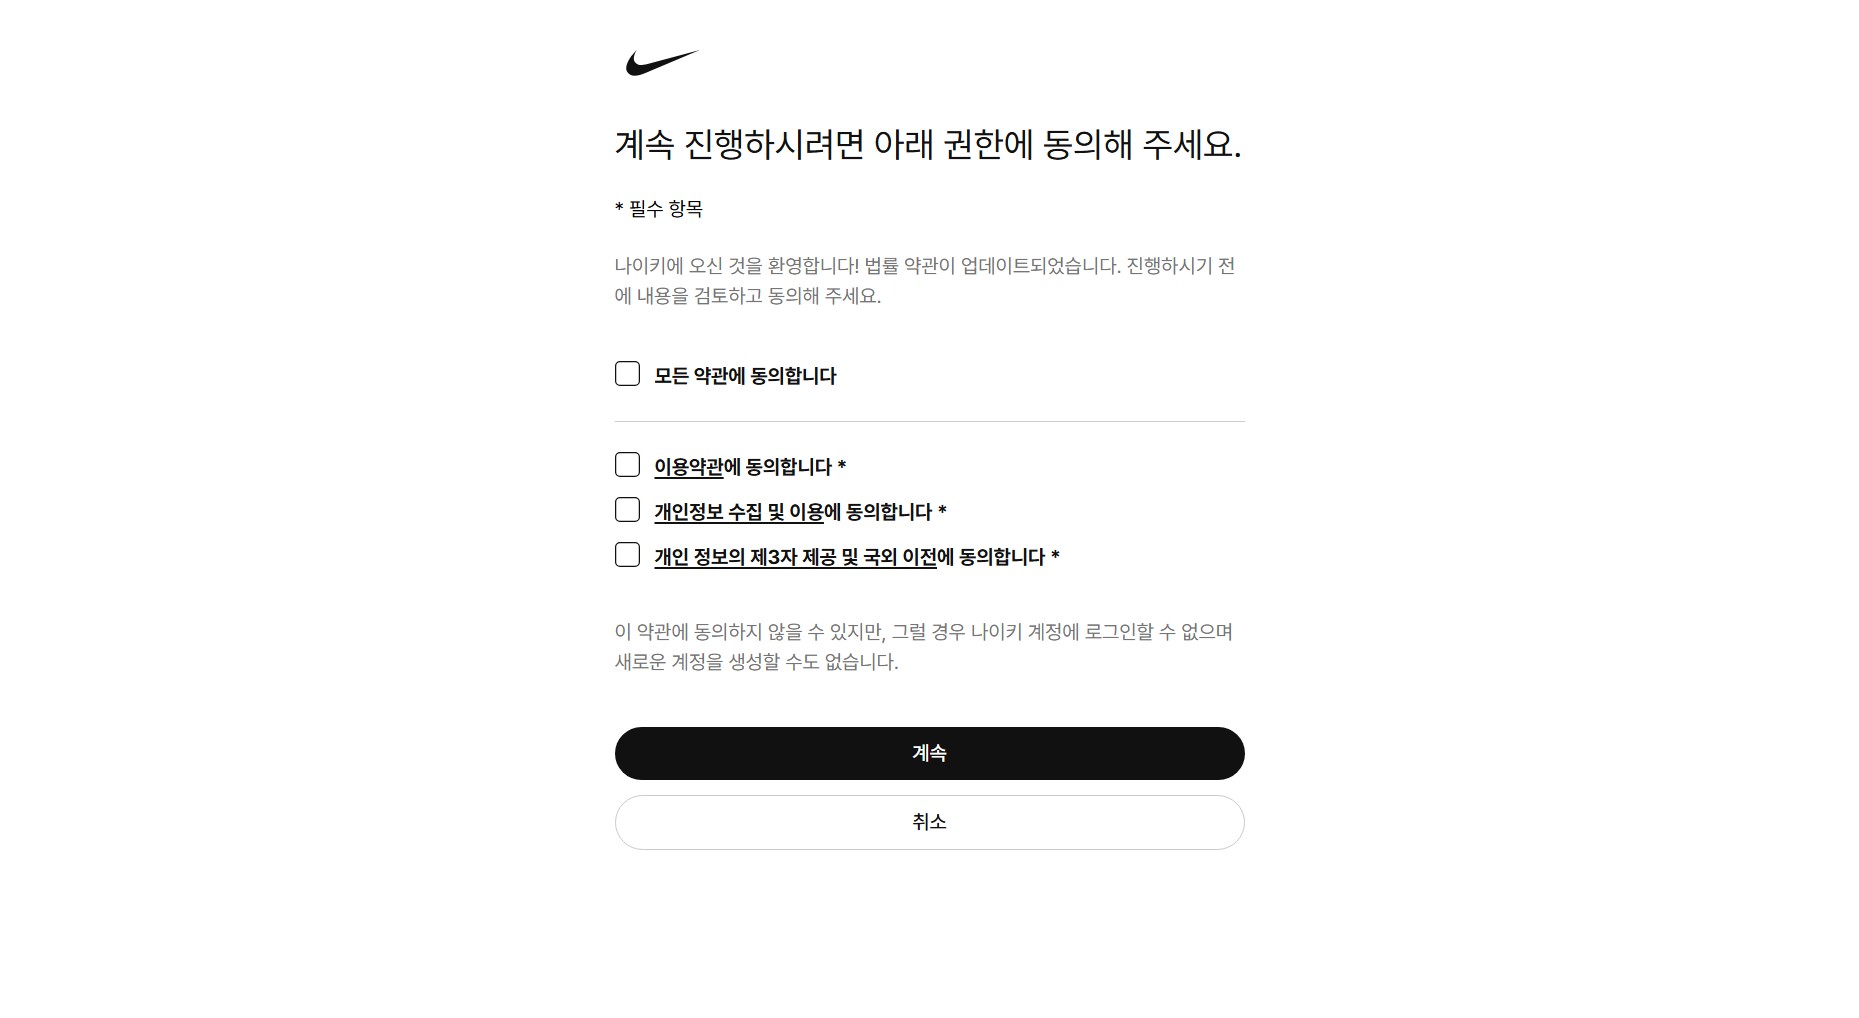 계속 진행하시려면 아래 권한에 동의해 주세요.
* 필수 항목
나이키에 오신 것을 환영합니다! 법률 약관이 업데이트되었습니다. 진행하시기 전
에 내용을 검토하고 동의해 주세요.
모든 약관에 동의합니다
이용약관에 동의합니다 *
개인정보 수집 및 이용에 동의합니다 *
개인 정보의 제3자 제공 및 국외 이전에 동의합니다 *
이 약관에 동의하지 않을 수 있지만, 그럴 경우 나이키 계정에 로그인할 수 없으며
새로운 계정을 생성할 수도 없습니다.
계속
취소